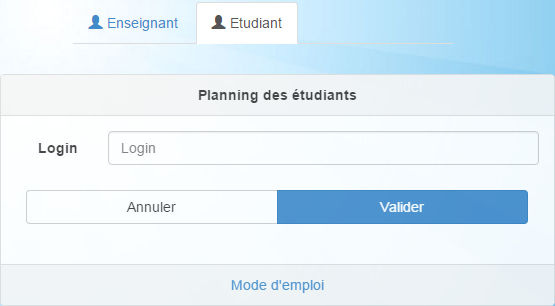 Enseignant Etudiant
Planning des étudiants
Login Login
Annuler Valider
Mode d'emploi